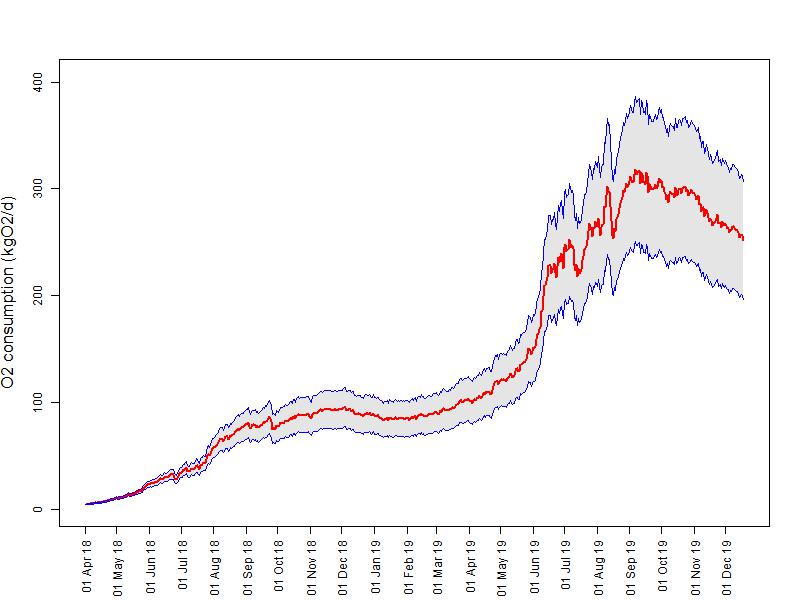 O2 consumption (kgO2/d)
400
300
200
100
0
01 Apr 18
01 May 18
01 Jun 18
01 Jul 18
01 Aug 18
01 Sep 18
01 Oct 18
01 Nov 18
01 Dec 18
01 Jan 19
01 Feb 19
01 Mar 19
01 Apr 19
01 May 19
01 Jun 19
01 Jul 19
01 Aug 19
01 Sep 19
01 Oct 19
01 Nov 19
01 Dec 19